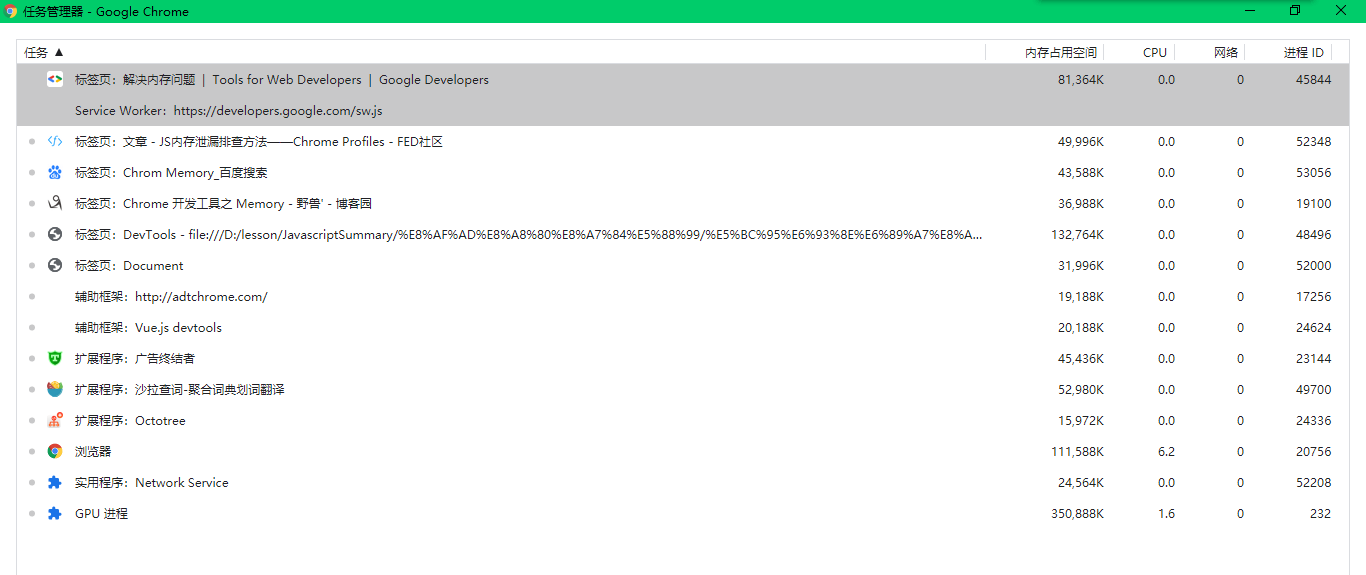 任务管理器 - Google Chrome
任务 ▲ 内存占用空间 CPU 网络 进程 ID
标签页：解决内存问题 | Tools for Web Developers | Google Developers 81,364K 0.0 0 45844
Service Worker：https://developers.google.com/sw.js
标签页：文章 - JS内存泄漏排查方法——Chrome Profiles - FED社区 49,996K 0.0 0 52348
标签页：Chrom Memory_百度搜索 43,588K 0.0 0 53056
标签页：Chrome 开发工具之 Memory - 野兽' - 博客园 36,988K 0.0 0 19100
标签页：DevTools - file:///D:/lesson/JavascriptSummary/%E8%AF%AD%E8%A8%80%E8%A7%84%E5%88%99/%E5%BC%95%E6%93%8E%E6%89%A7%E8%A... 132,764K 0.0 0 48496
标签页：Document 31,996K 0.0 0 52000
辅助框架：http://adtchrome.com/ 19,188K 0.0 0 17256
辅助框架：Vue.js devtools 20,188K 0.0 0 24624
扩展程序：广告终结者 45,436K 0.0 0 23144
扩展程序：沙拉查词-聚合词典划词翻译 52,980K 0.0 0 49700
扩展程序：Octotree 15,972K 0.0 0 24336
浏览器 111,588K 6.2 0 20756
实用程序：Network Service 24,564K 0.0 0 52208
GPU 进程 350,888K 1.6 0 232